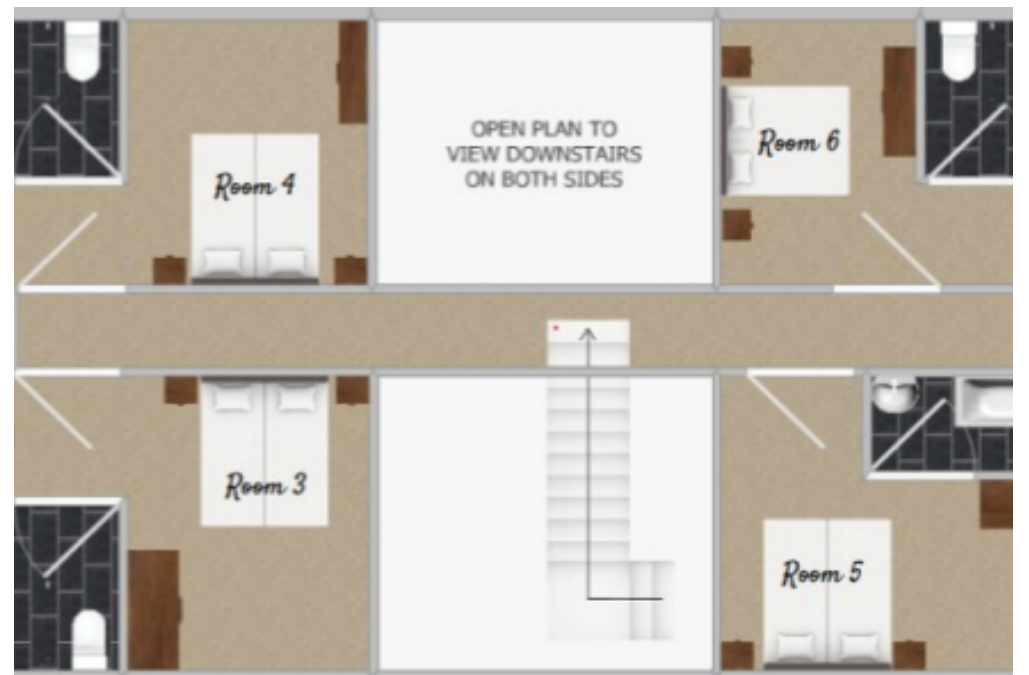 Room 4
OPEN PLAN TO
VIEW DOWNSTAIRS
ON BOTH SIDES
Room 6
Room 3
Room 5